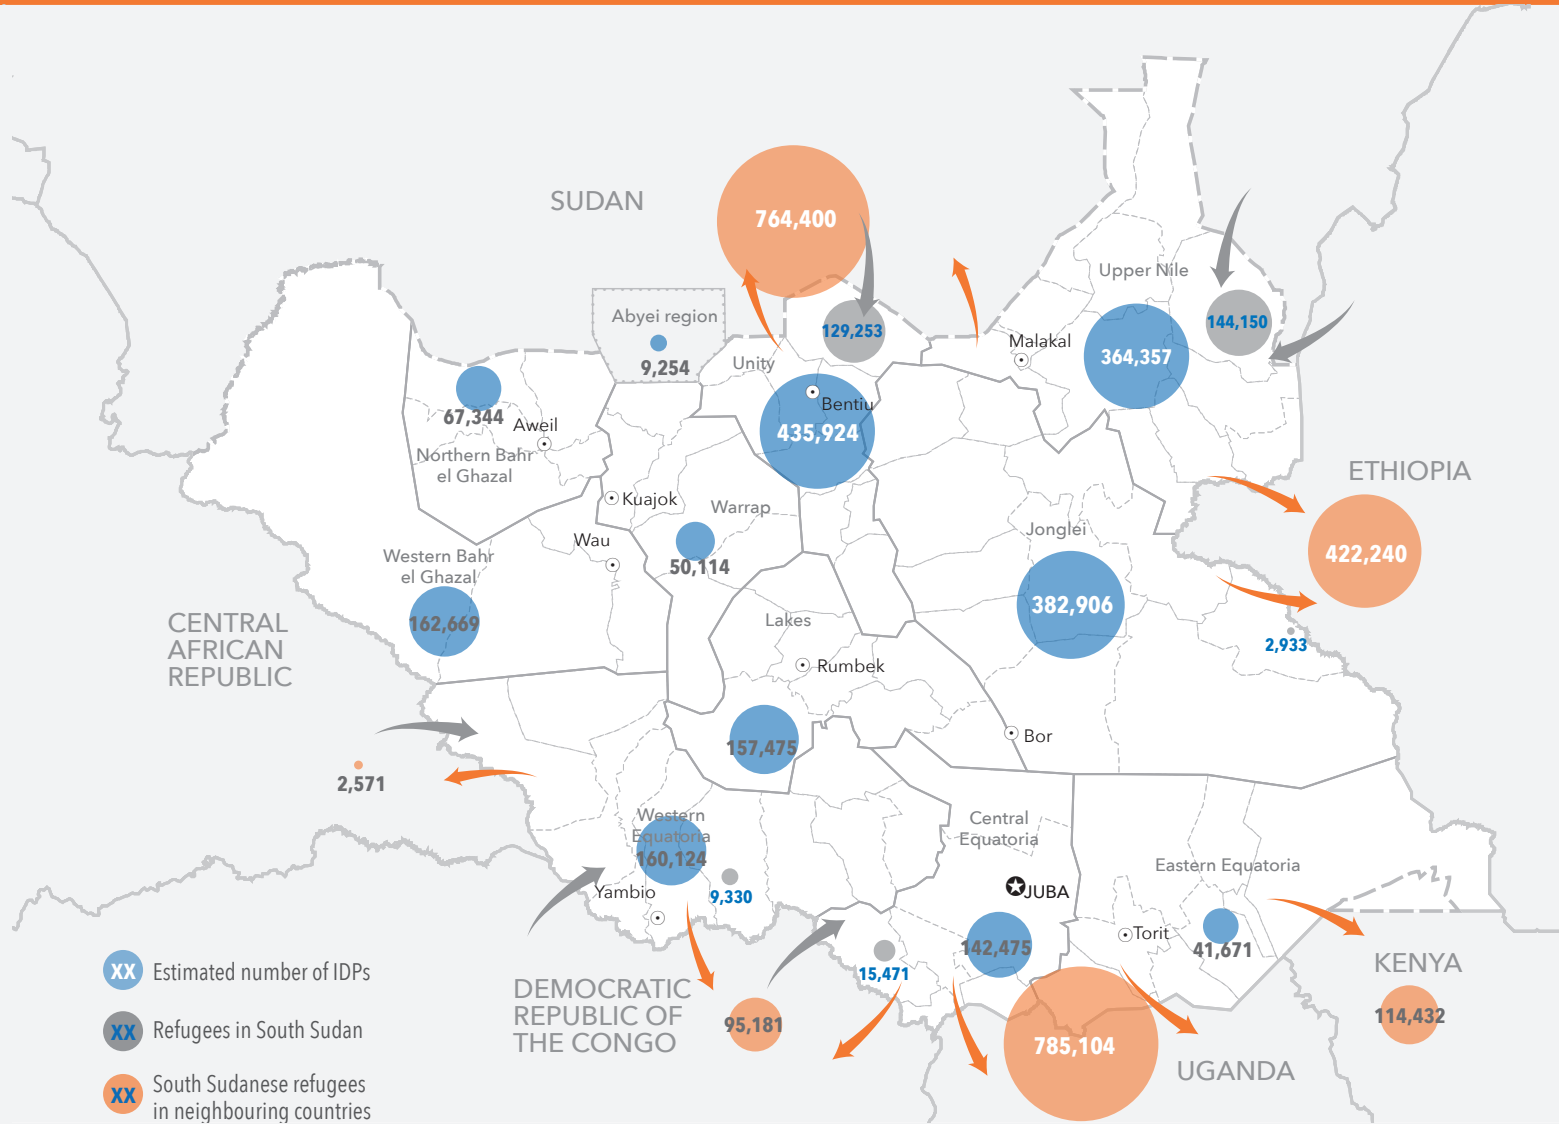 SUDAN
764,400
Upper Nile
Abyei region
129,253
144,150
Malakal
9,254
Unity
364,357
67,344
Bentiu
Aweil
435,924
Northern Bahr
el Ghazal
ETHIOPIA
Kuajok
Warrap
Jonglei
Wau
422,240
Western Bahr
el Ghazal
50,114
382,906
162,669
Lakes
CENTRAL
AFRICAN
REPUBLIC
2,933
Rumbek
Bor
157,475
2,571
Western
Equatoria
160,124
Central
Equatoria
Eastern Equatoria
Yambio
9,330
JUBA
Torit
142,475
41,671
KENYA
15,471
DEMOCRATIC
REPUBLIC OF
THE CONGO
95,181
114,432
785,104
UGANDA
XX Estimated number of IDPs
XX Refugees in South Sudan
XX South Sudanese refugees
in neighbouring countries